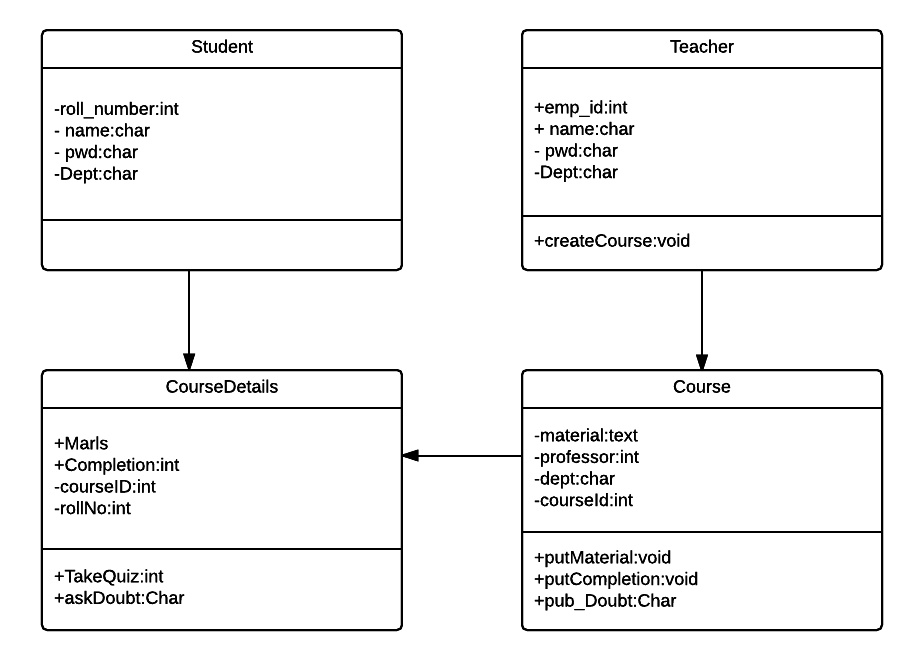 Student
-roll_number:int
- name:char
- pwd:char
-Dept:char
Teacher
+emp_id:int
+ name:char
- pwd:char
-Dept:char
+createCourse:void
CourseDetails
+Marls
+Completion:int
-courseID:int
-rollNo:int
+TakeQuiz:int
+askDoubt:Char
Course
-material:text
-professor:int
-dept:char
-courseId:int
+putMaterial:void
+putCompletion:void
+pub_Doubt:Char